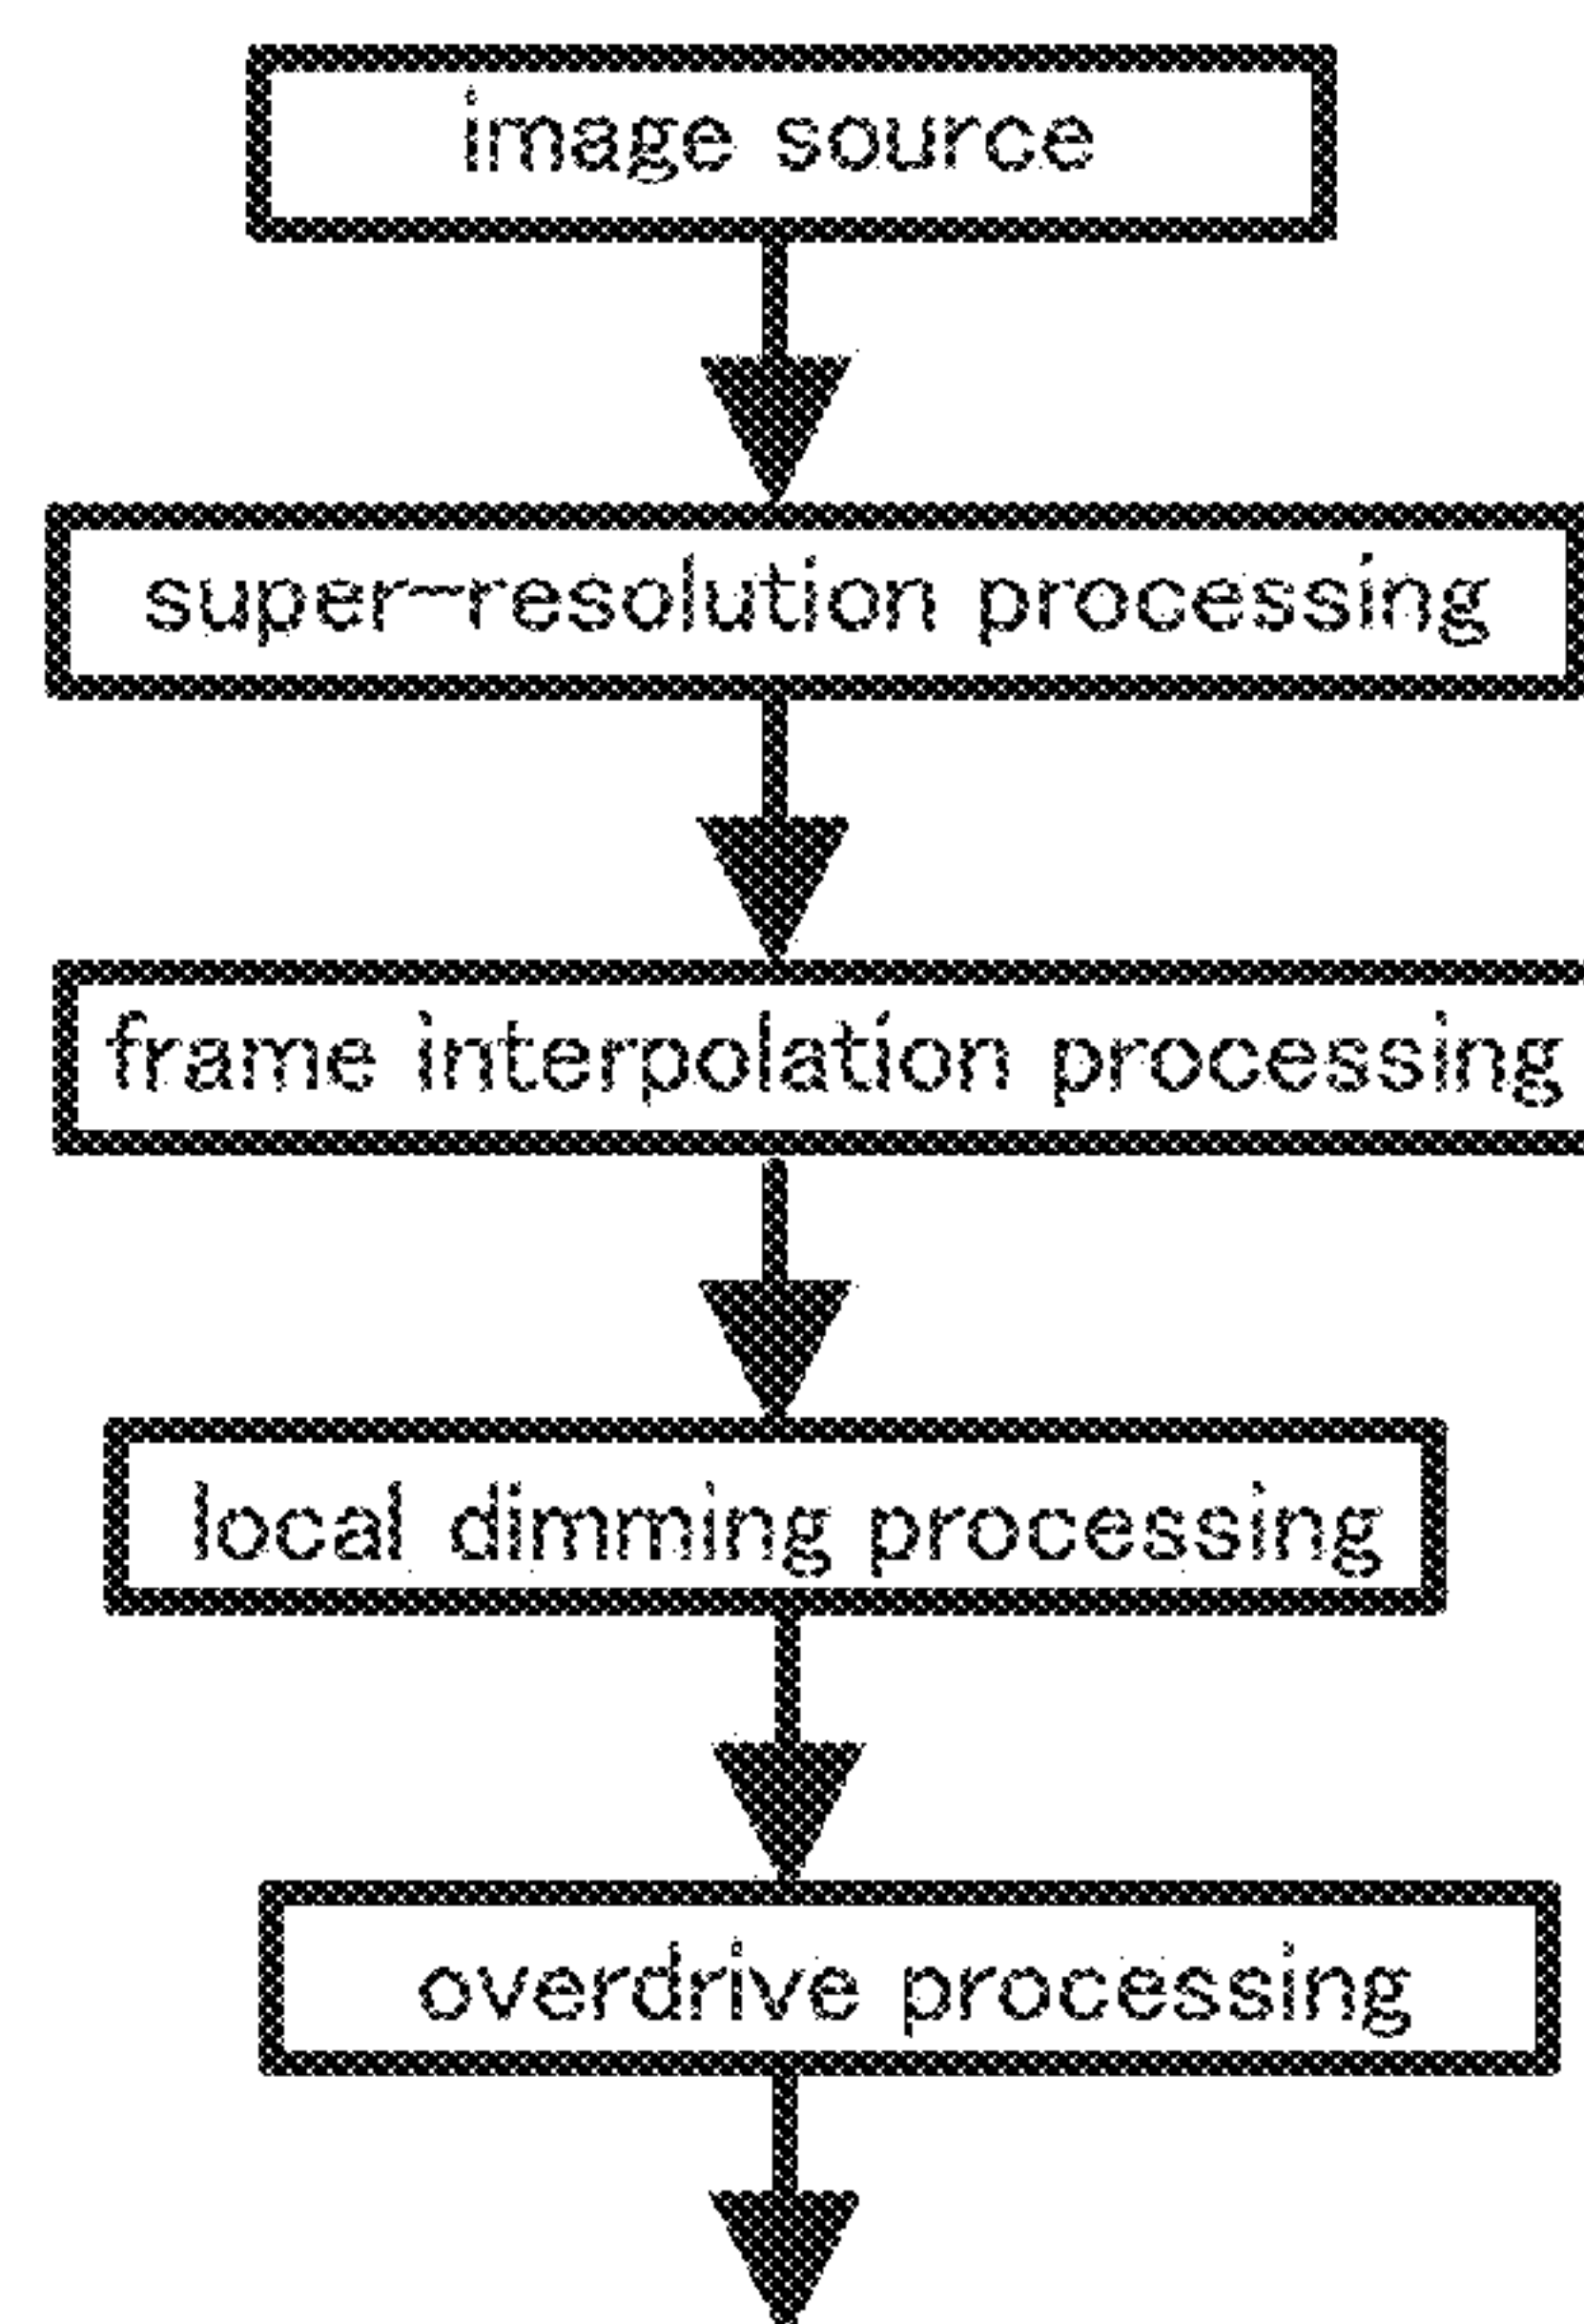 image source
super-resolution processing
frame interpolation processing
local dimming processing
overdrive processing